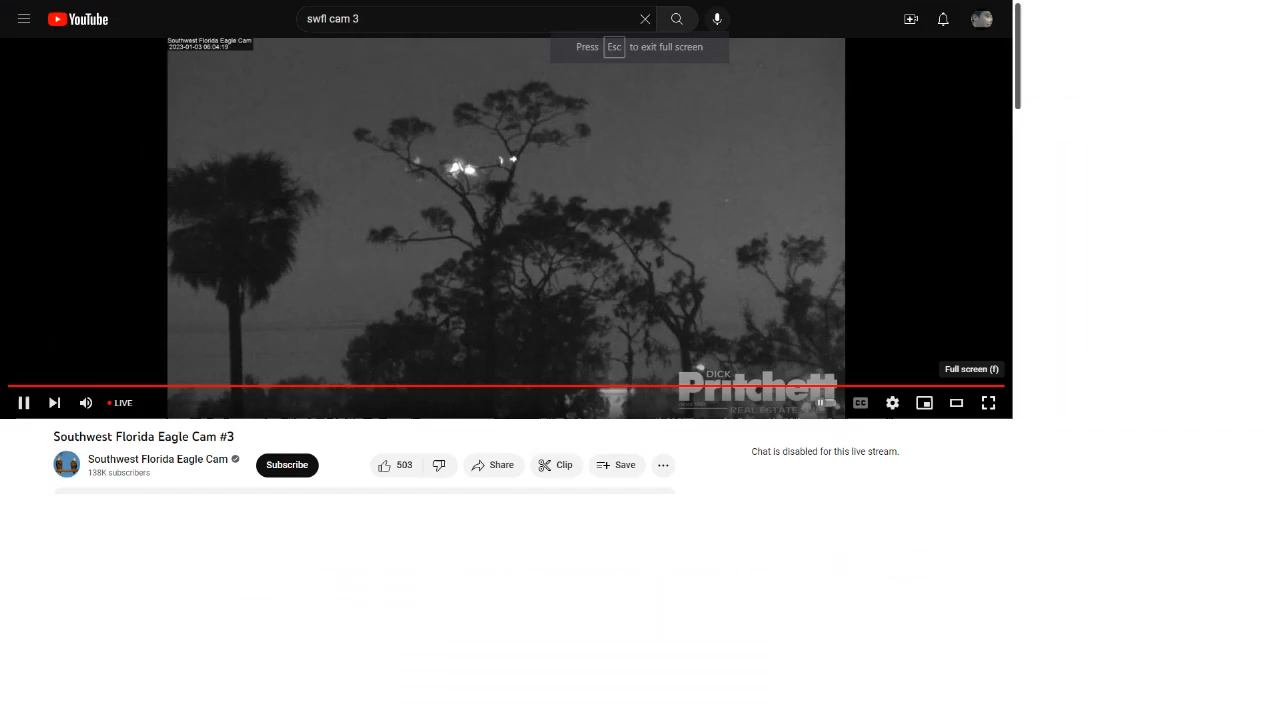 YouTube
swfl cam 3
Southwest Florida Eagle Cam
2023-01-03 06:04:19
Press Esc to exit full screen
DICK
Pritchett
REAL ESTATE
Full screen (f)
LIVE
CC
Southwest Florida Eagle Cam #3
Southwest Florida Eagle Cam
138K subscribers
Subscribe
503
Share
Clip
Save
Chat is disabled for this live stream.